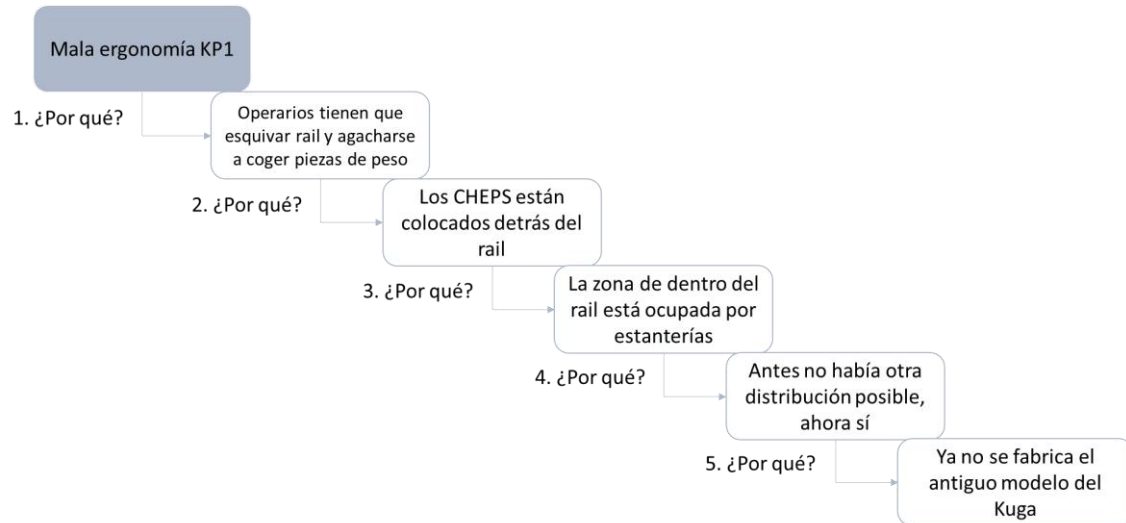 Mala ergonomía KP1
1. ¿Por qué?
Operarios tienen que
esquivar rail y agacharse
a coger piezas de peso
2. ¿Por qué?
Los CHEPS están
colocados detrás del
rail
3. ¿Por qué?
La zona de dentro del
rail está ocupada por
estanterías
4. ¿Por qué?
Antes no había otra
distribución posible,
ahora sí
5. ¿Por qué?
Ya no se fabrica el
antiguo modelo del
Kuga